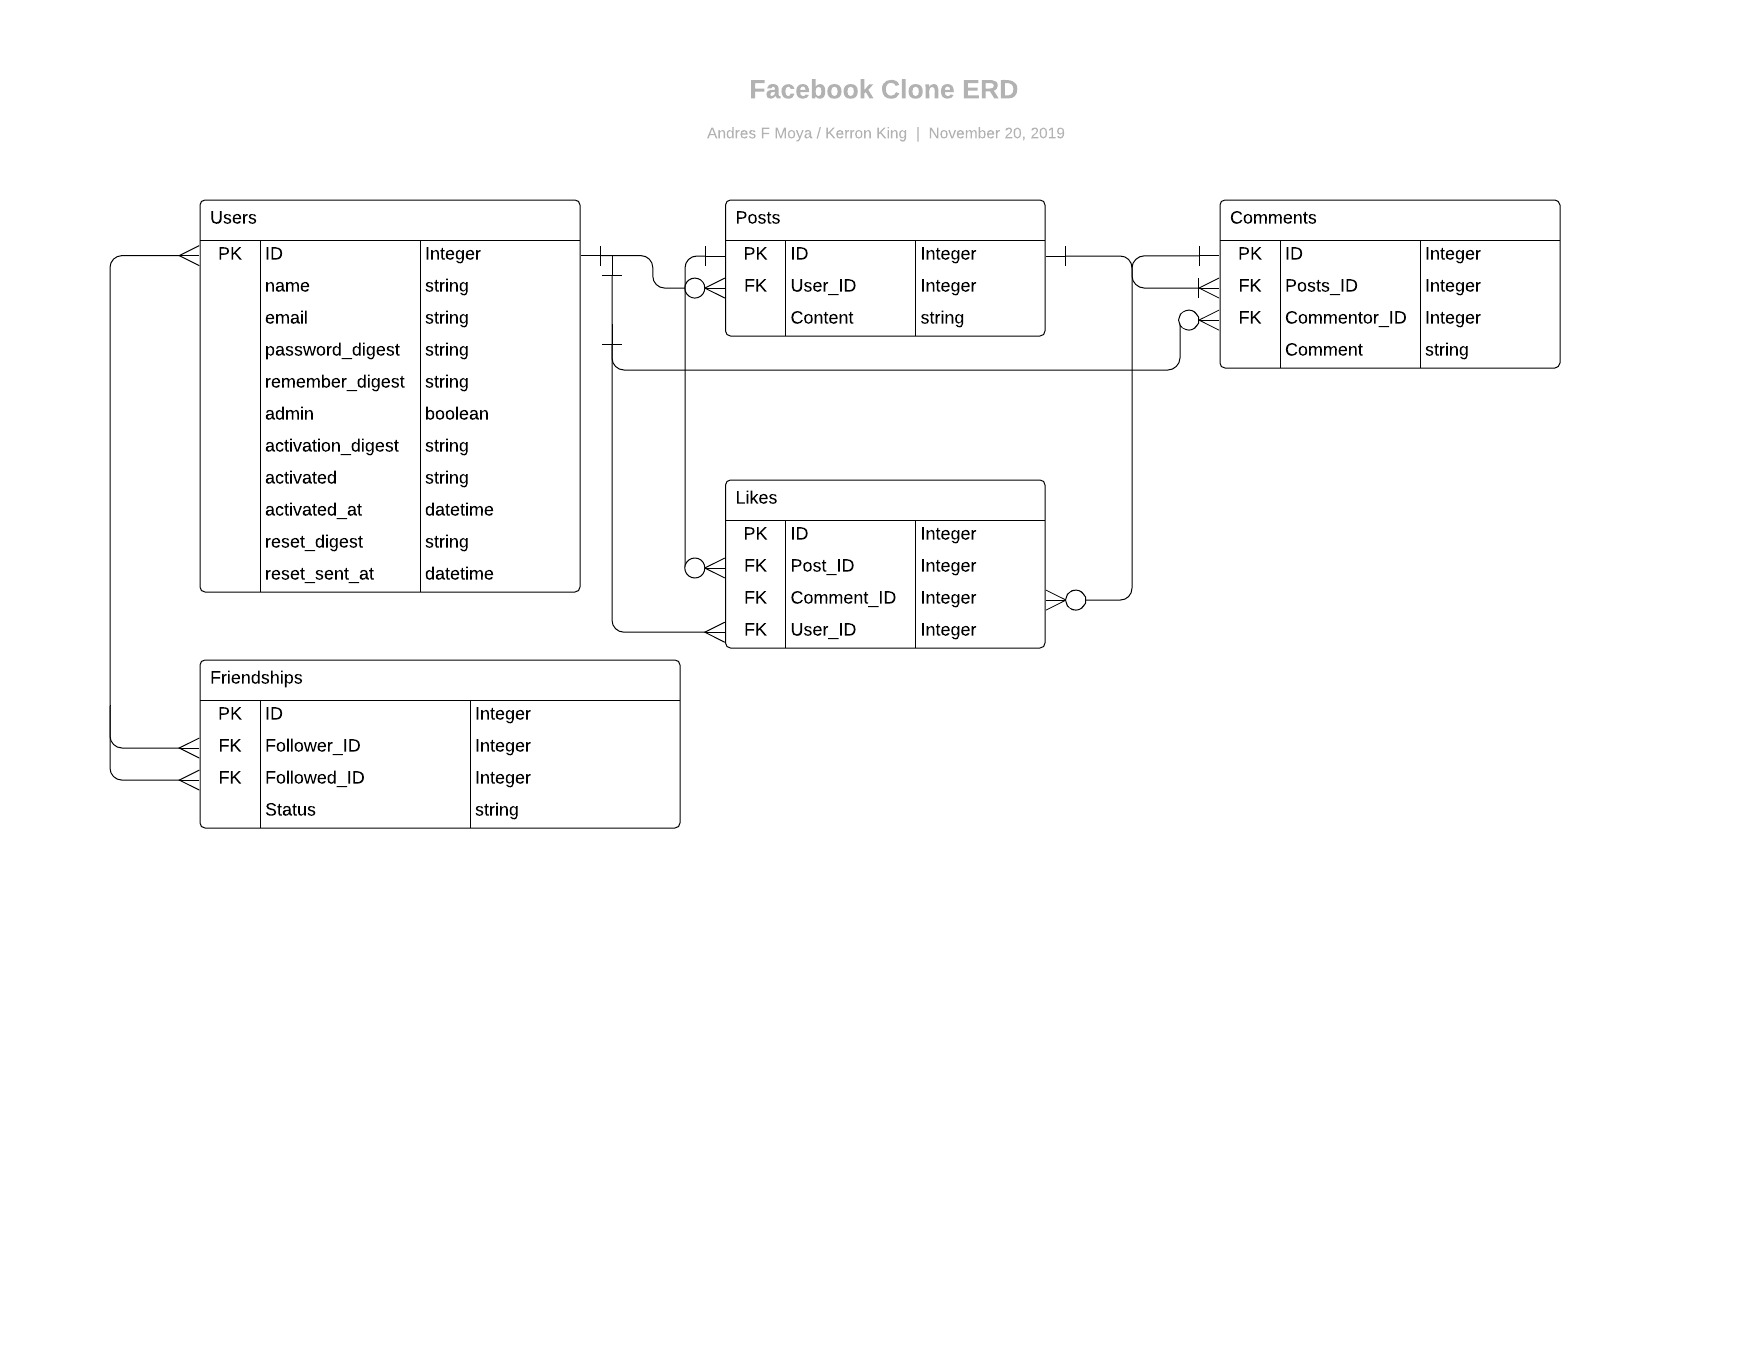 Facebook Clone ERD
Andres F Moya / Kerron King | November 20, 2019
Users
PK ID Integer
name string
email string
password_digest string
remember_digest string
admin boolean
activation_digest string
activated string
activated_at datetime
reset_digest string
reset_sent_at datetime
Posts
PK ID Integer
FK User_ID Integer
Content string
Comments
PK ID Integer
FK Posts_ID Integer
FK Commentor_ID Integer
Comment string
Likes
PK ID Integer
FK Post_ID Integer
FK Comment_ID Integer
FK User_ID Integer
Friendships
PK ID Integer
FK Follower_ID Integer
FK Followed_ID Integer
Status string